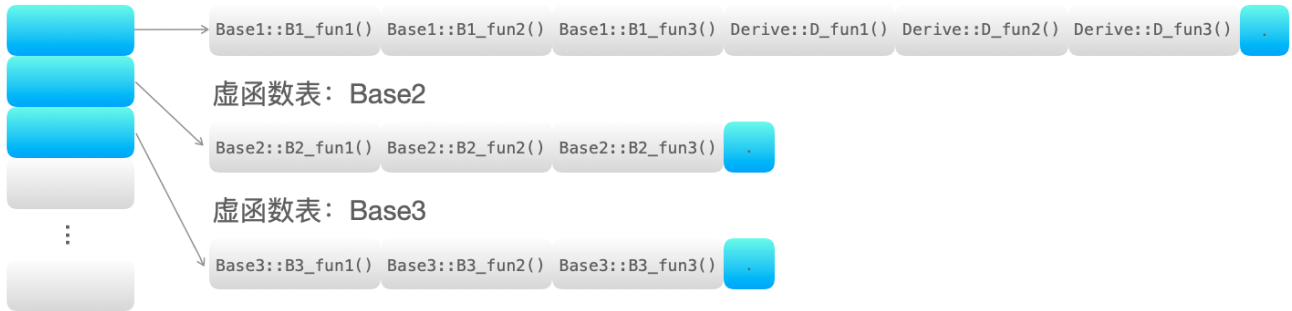 Base1::B1_fun1() Base1::B1_fun2() Base1::B1_fun3() Derive::D_fun1() Derive::D_fun2() Derive::D_fun3() .
虚函数表：Base2
Base2::B2_fun1() Base2::B2_fun2() Base2::B2_fun3() .
虚函数表：Base3
Base3::B3_fun1() Base3::B3_fun2() Base3::B3_fun3() .
⋮